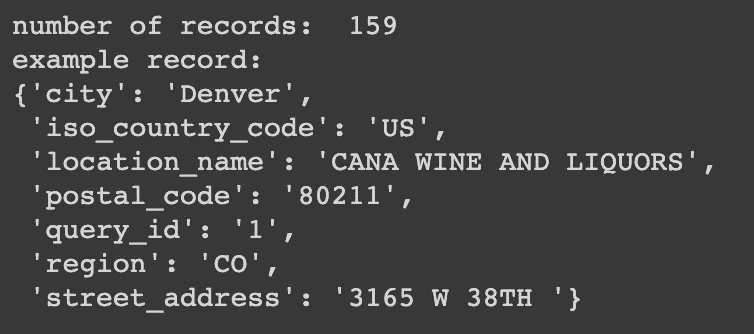 number of records:  159
example record:
{'city': 'Denver',
 'iso_country_code': 'US',
 'location_name': 'CANA WINE AND LIQUORS',
 'postal_code': '80211',
 'query_id': '1',
 'region': 'CO',
 'street_address': '3165 W 38TH '}